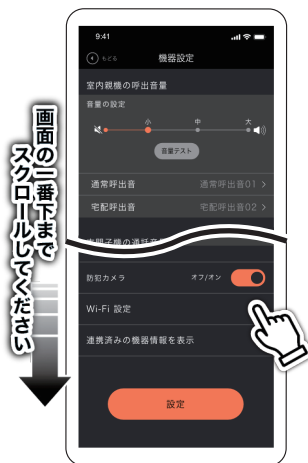 画面の一番下まで
スクロールしてください
9:41
もどる
機器設定
室内親機の呼出音量
音量の設定
小
中
大
音量テスト
通常呼出音
通常呼出音01 >
宅配呼出音
宅配呼出音02 >
防犯カメラ
オフ/オン
Wi-Fi 設定
連携済みの機器情報を表示
設定